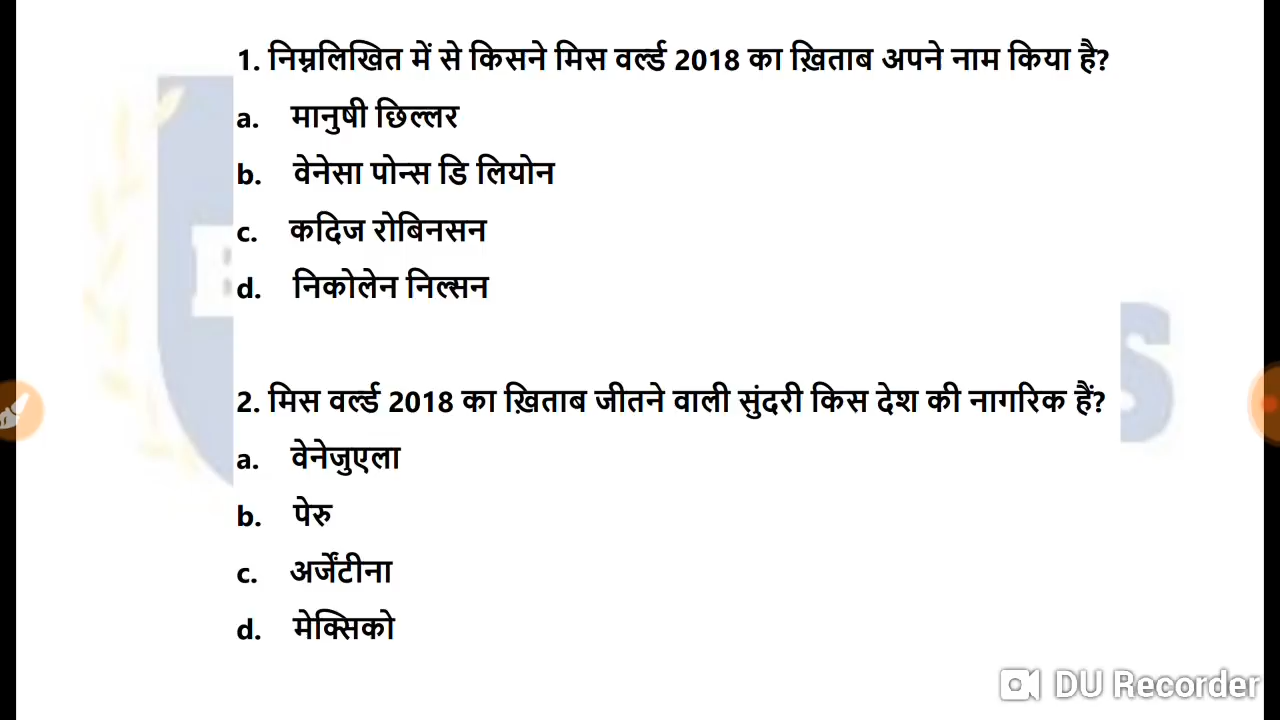 1. निम्नलिखित में से किसने मिस वर्ल्ड 2018 का ख़िताब अपने नाम किया है?
a. मानुषी छिल्लर
b. वेनेसा पोन्स डि लियोन
c. कदिज रोबिनसन
d. निकोलेन निल्सन
2. मिस वर्ल्ड 2018 का ख़िताब जीतने वाली सुंदरी किस देश की नागरिक हैं?
a. वेनेजुएला
b. पेरु
c. अर्जेंटीना
d. मेक्सिको
DU Recorder